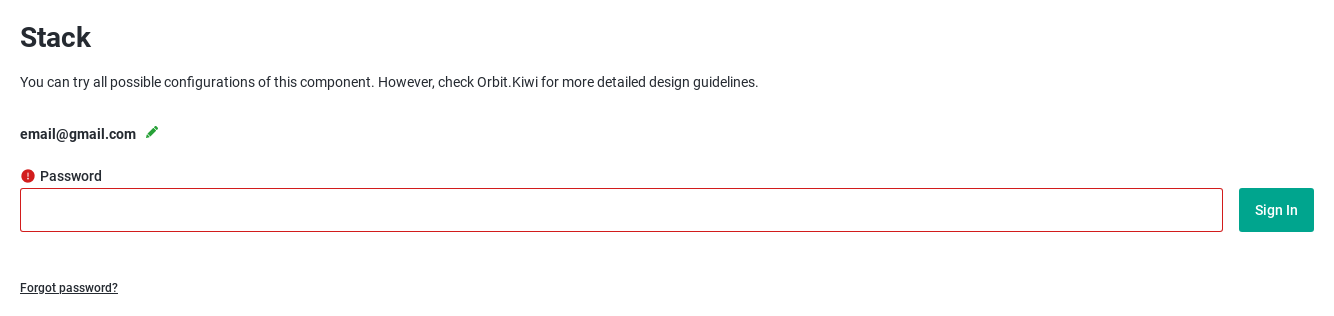 Stack
You can try all possible configurations of this component. However, check Orbit.Kiwi for more detailed design guidelines.
email@gmail.com
Password
Sign In
Forgot password?